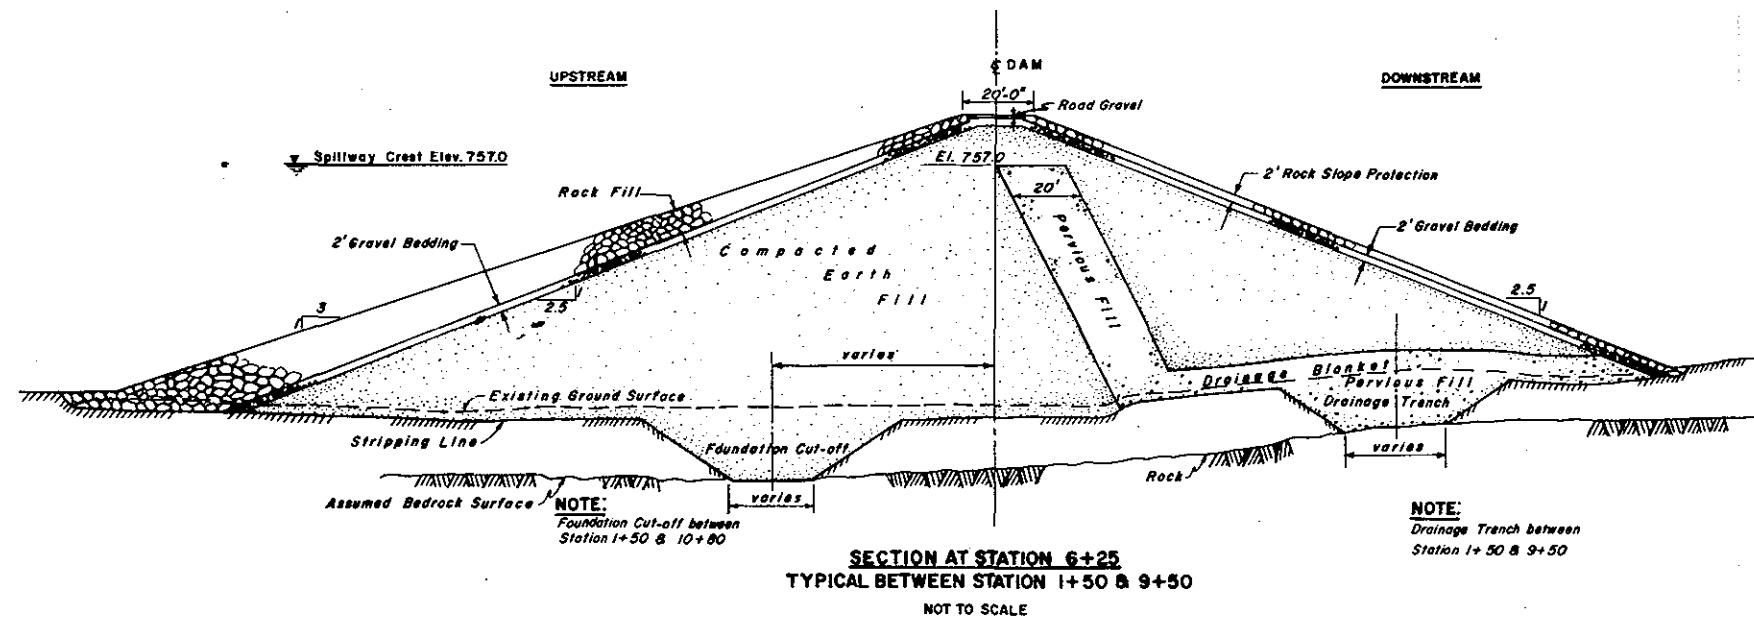 UPSTREAM
℄ DAM
DOWNSTREAM
20'-0"
Road Gravel
Spillway Crest Elev. 757.0
El. 757.0
Rock Fill
20'
2' Rock Slope Protection
2' Gravel Bedding
2' Gravel Bedding
Compacted
Earth
Fill
Pervious Fill
2.5
1
2.5
1
3
1
varies
Drainage Blanket
Pervious Fill
Drainage Trench
Existing Ground Surface
Stripping Line
Foundation Cut-off
varies
Rock
Assumed Bedrock Surface
varies
NOTE:
Foundation Cut-off between
Station 1+50 & 10+80
NOTE:
Drainage Trench between
Station 1+50 & 9+50
SECTION AT STATION 6+25
TYPICAL BETWEEN STATION 1+50 & 9+50
NOT TO SCALE